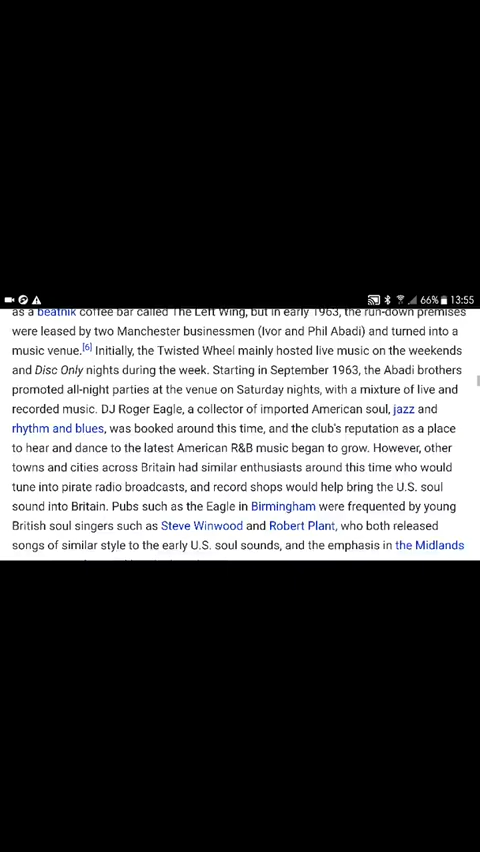 66% 13:55
as a beatnik coffee bar called The Left Wing, but in early 1963, the run-down premises
were leased by two Manchester businessmen (Ivor and Phil Abadi) and turned into a
music venue.[6] Initially, the Twisted Wheel mainly hosted live music on the weekends
and Disc Only nights during the week. Starting in September 1963, the Abadi brothers
promoted all-night parties at the venue on Saturday nights, with a mixture of live and
recorded music. DJ Roger Eagle, a collector of imported American soul, jazz and
rhythm and blues, was booked around this time, and the club's reputation as a place
to hear and dance to the latest American R&B music began to grow. However, other
towns and cities across Britain had similar enthusiasts around this time who would
tune into pirate radio broadcasts, and record shops would help bring the U.S. soul
sound into Britain. Pubs such as the Eagle in Birmingham were frequented by young
British soul singers such as Steve Winwood and Robert Plant, who both released
songs of similar style to the early U.S. soul sounds, and the emphasis in the Midlands